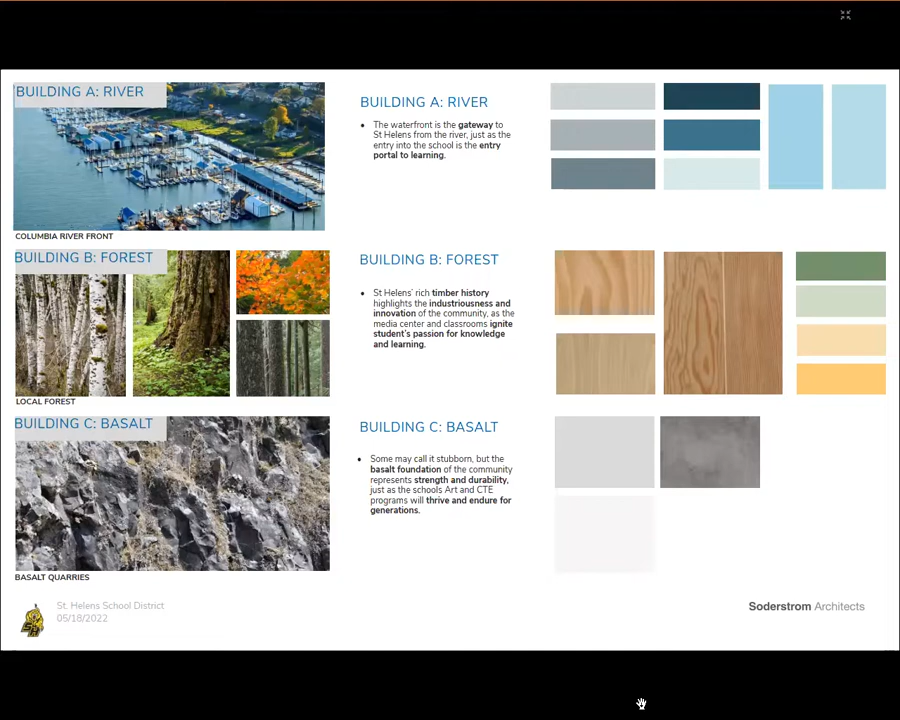 BUILDING A: RIVER
COLUMBIA RIVER FRONT
BUILDING A: RIVER
• The waterfront is the gateway to
St Helens from the river, just as the
entry into the school is the entry
portal to learning.
BUILDING B: FOREST
LOCAL FOREST
BUILDING B: FOREST
• St Helens' rich timber history
highlights the industriousness and
innovation of the community, as the
media center and classrooms ignite
student's passion for knowledge
and learning.
BUILDING C: BASALT
BASALT QUARRIES
BUILDING C: BASALT
• Some may call it stubborn, but the
basalt foundation of the community
represents strength and durability,
just as the schools Art and CTE
programs will thrive and endure for
generations.
St. Helens School District
05/18/2022
Soderstrom Architects